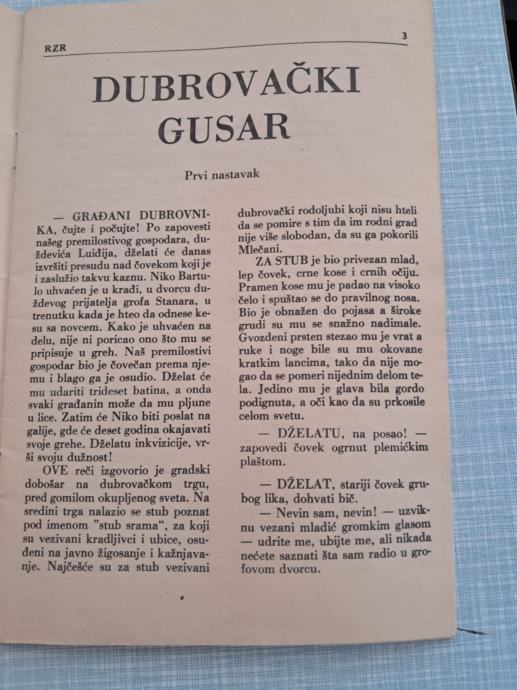 RZR
3
DUBROVAČKI
GUSAR
Prvi nastavak
— GRAĐANI DUBROVNI-
KA, čujte i počujte! Po zapovesti
našeg premilostivog gospodara, du-
ždevića Luiđija, dželati će danas
izvršiti presudu nad čovekom koji je
i zaslužio takvu kaznu. Niko Bartu-
lo uhvaćen je u krađi, u dvorcu du-
ždevog prijatelja grofa Stanara, u
trenutku kada je hteo da odnese ke-
su sa novcem. Kako je uhvaćen na
delu, nije ni poricao ono što mu se
pripisuje u greh. Naš premilostivi
gospodar bio je čovečan prema nje-
mu i blago ga je osudio. Dželat će
mu udariti trideset batina, a onda
svaki građanin može da mu pljune
u lice. Zatim će Niko biti poslat na
galije, gde će deset godina okajavati
svoje grehe. Dželatu inkvizicije, vr-
ši svoju dužnost!
OVE reči izgovorio je gradski
dobošar na dubrovačkom trgu,
pred gomilom okupljenog sveta. Na
sredini trga nalazio se stub poznat
pod imenom "stub srama", za koji
su vezivani kradljivci i ubice, osu-
đeni na javno žigosanje i kažnjava-
nje. Najčešće su za stub vezivani
dubrovački rodoljubi koji nisu hteli
da se pomire s tim da im rodni grad
nije više slobodan, da su ga pokorili
Mlečani.
ZA STUB je bio privezan mlad,
lep čovek, crne kose i crnih očiju.
Pramen kose mu je padao na visoko
čelo i spuštao se do pravilnog nosa.
Bio je obnažen do pojasa a široke
grudi su mu se snažno nadimale.
Gvozdeni prsten stezao mu je vrat a
ruke i noge bile su mu okovane
kratkim lancima, tako da nije mo-
gao da se pomeri nijednim delom te-
la. Jedino mu je glava bila gordo
podignuta, a oči kao da su prkosile
celom svetu.
— DŽELATU, na posao! —
zapovedi čovek ogrnut plemićkim
plaštom.
— DŽELAT, stariji čovek gru-
bog lika, dohvati bič.
— Nevin sam, nevin! — uzvik-
nu vezani mladić gromkim glasom
— udrite me, ubijte me, ali nikada
nećete saznati šta sam radio u gro-
fovom dvorcu.